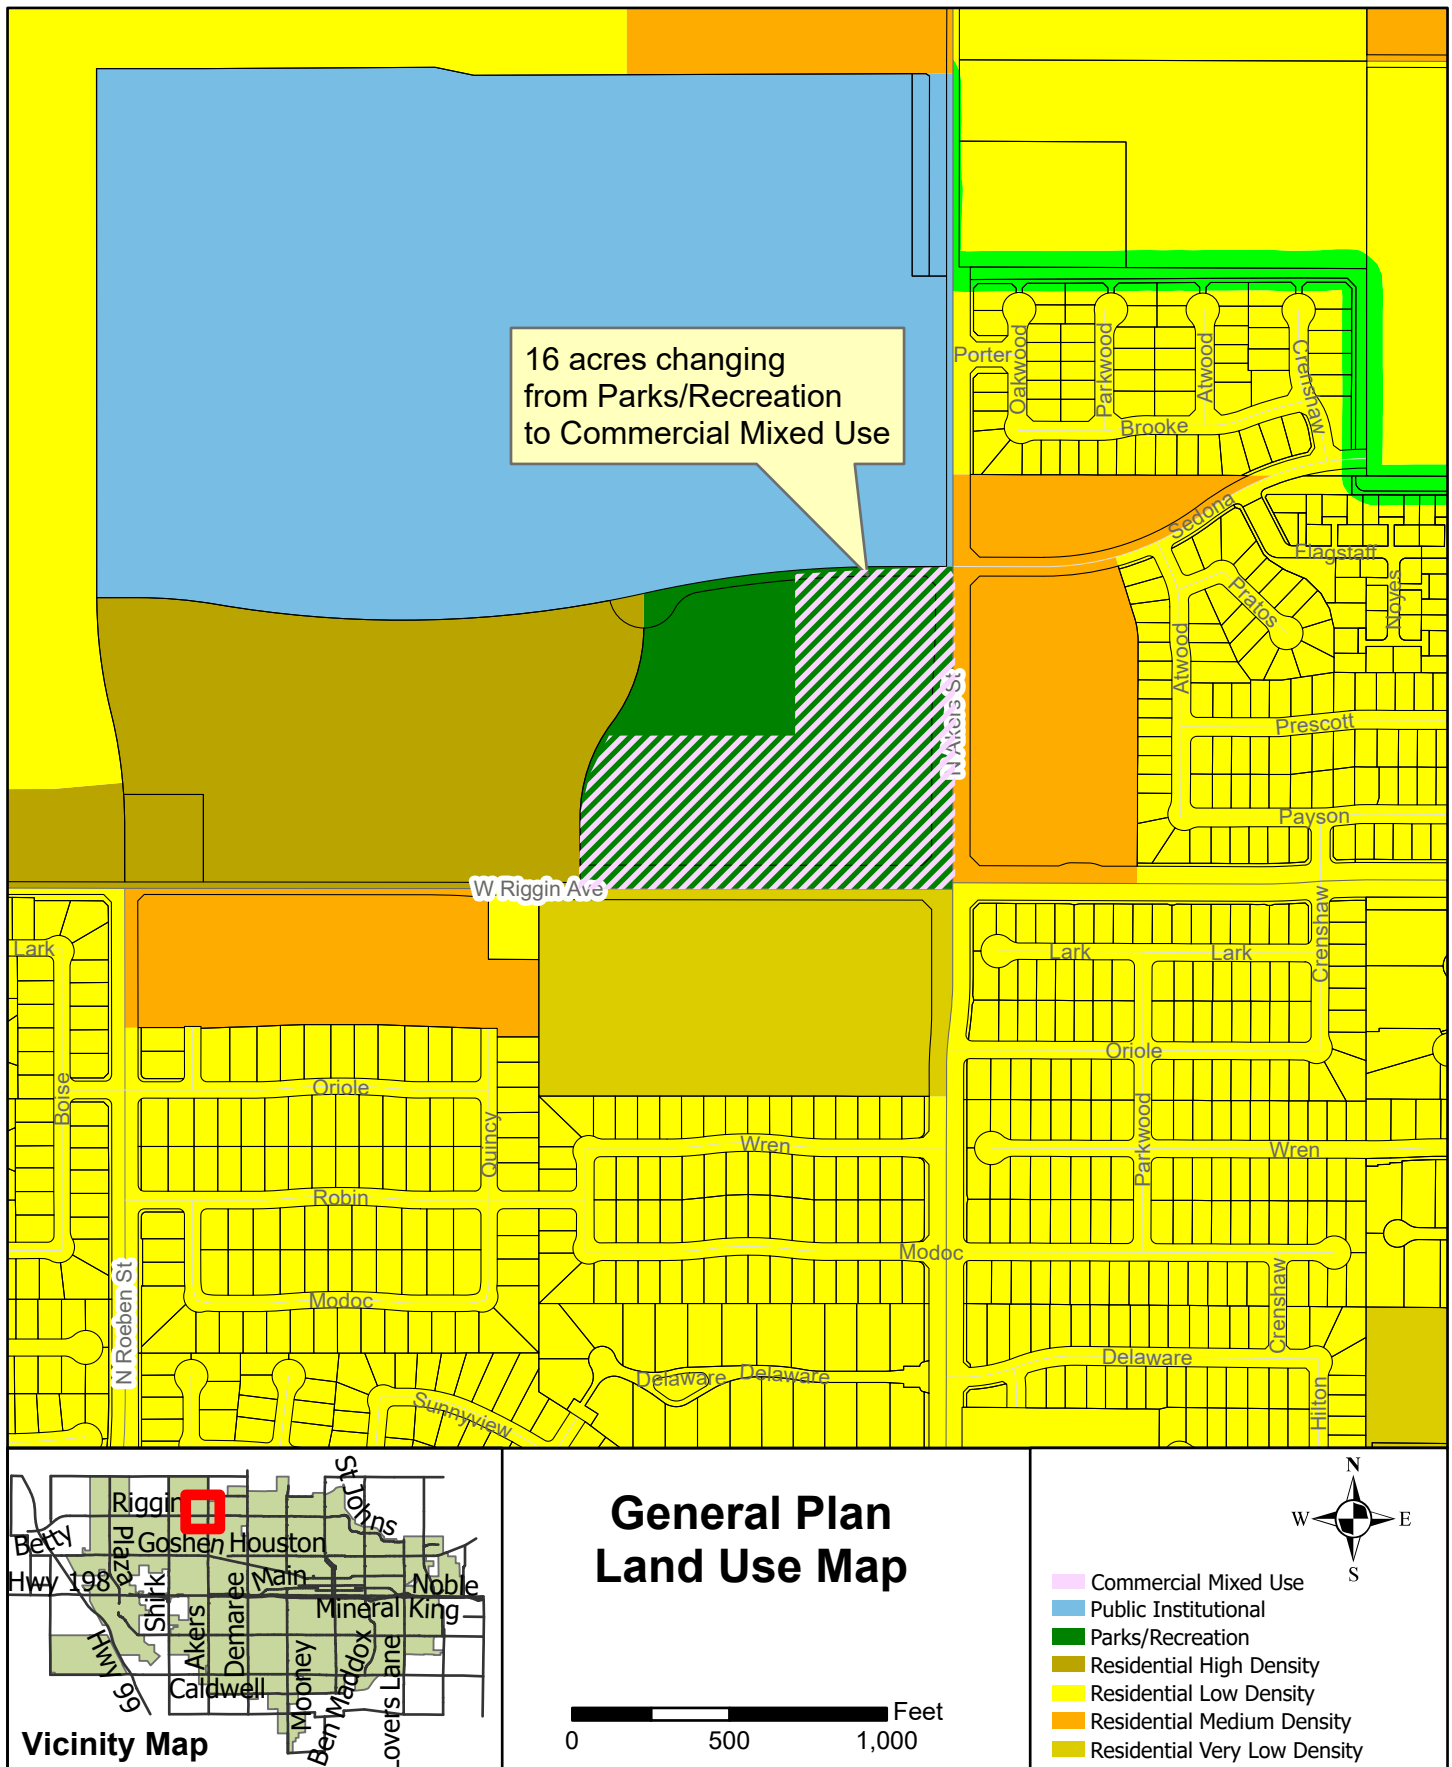 16 acres changing
from Parks/Recreation
to Commercial Mixed Use
Porter
Oakwood
Parkwood
Atwood
Crenshaw
Brooke
Sedona
Flagstaff
Noyes
Pratos
Atwood
N Akers St
Prescott
Payson
W Riggin Ave
Lark
Lark
Lark
Crenshaw
Oriole
Boise
Oriole
Quincy
Wren
Parkwood
Wren
Robin
Modoc
N Roeben St
Modoc
Crenshaw
Delaware
Delaware
Delaware
Hilton
Sunnyview
Riggin
St Johns
Betty
Plaza
Goshen
Houston
Hwy 198
Main
Noble
Shirk
Akers
Demaree
Mineral King
Hwy 99
Caldwell
Mooney
Ben Maddox
Lovers Lane
Vicinity Map
General Plan
Land Use Map
Feet
0 500 1,000
N
W E
S
Commercial Mixed Use
Public Institutional
Parks/Recreation
Residential High Density
Residential Low Density
Residential Medium Density
Residential Very Low Density